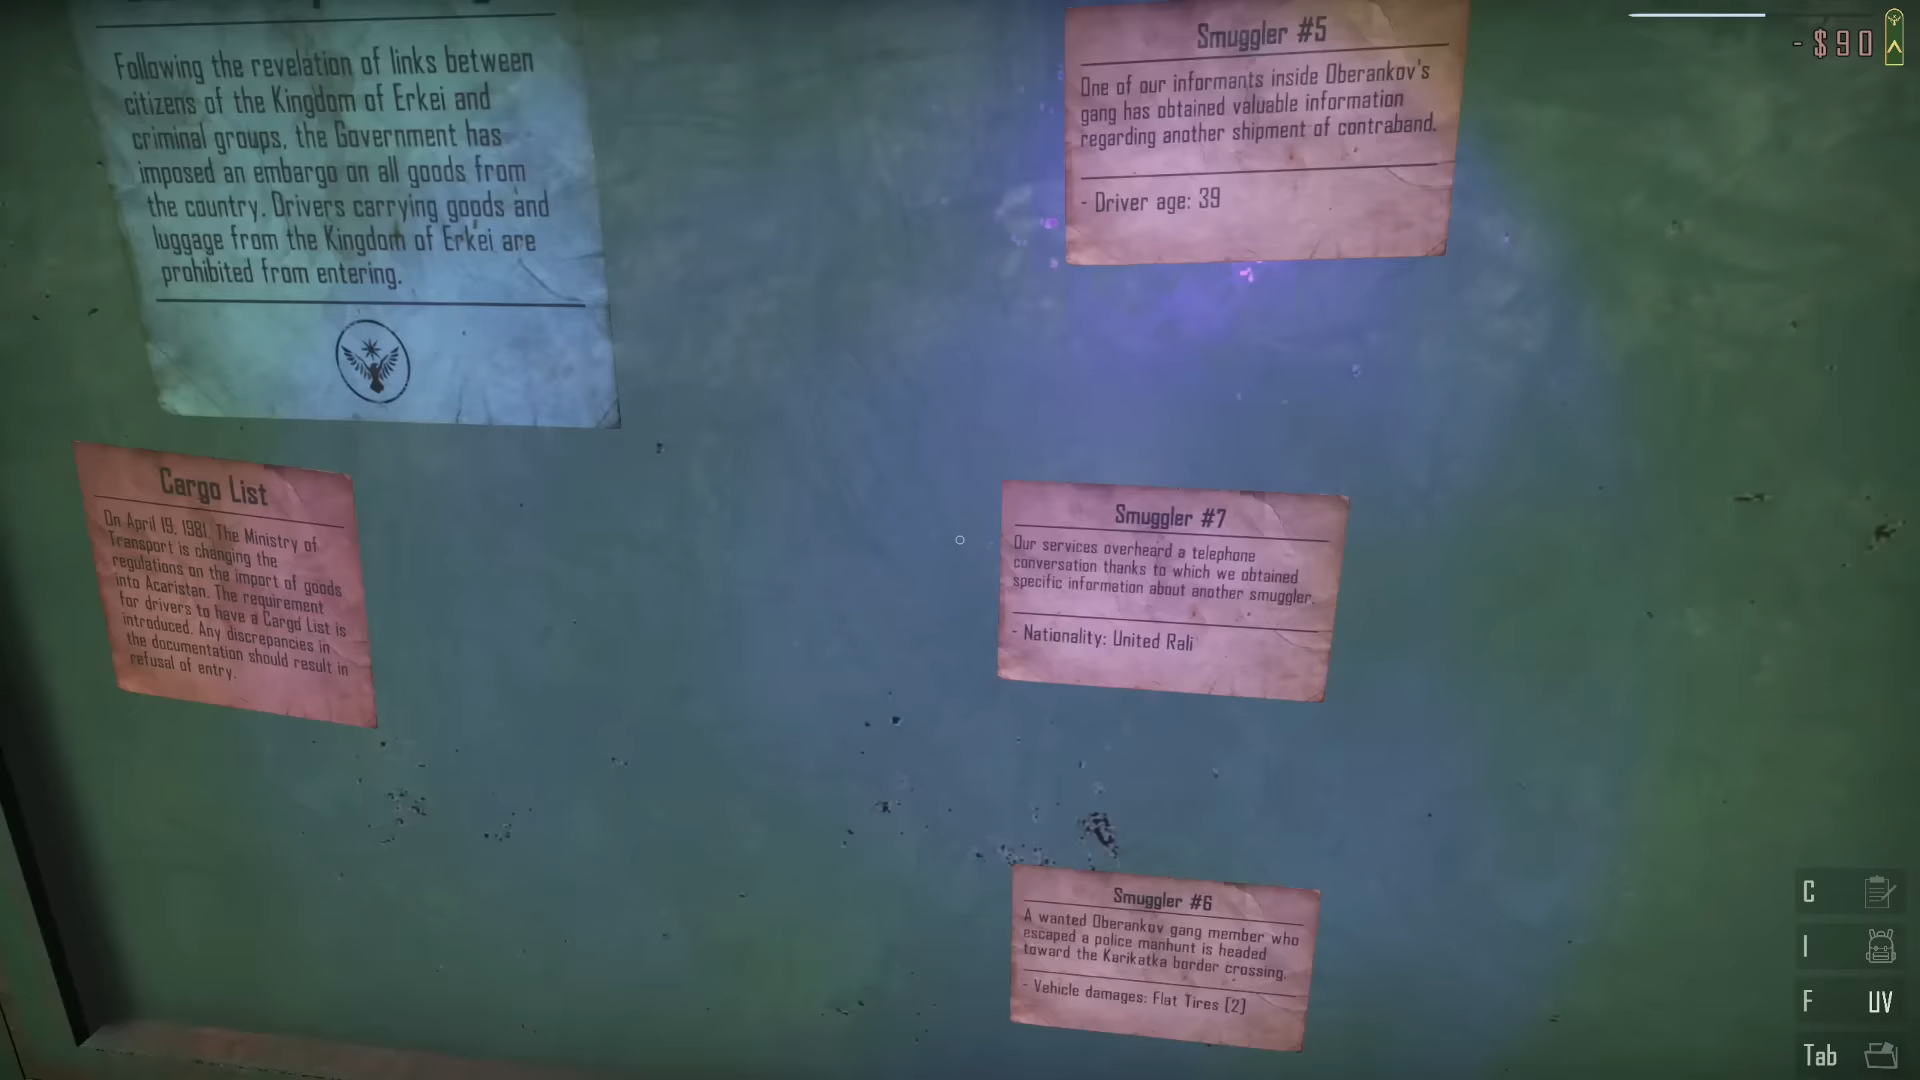 Following the revelation of links between
citizens of the Kingdom of Erkei and
criminal groups, the Government has
imposed an embargo on all goods from
the country. Drivers carrying goods and
luggage from the Kingdom of Erkei are
prohibited from entering.
Cargo List
On April 19, 1981, The Ministry of
Transport is changing the
regulations on the import of goods
into Acaristan. The requirement
for drivers to have a Cargo List is
introduced. Any discrepancies in
the documentation should result in
refusal of entry.
Smuggler #5
One of our informants inside Oberankov's
gang has obtained valuable information
regarding another shipment of contraband.
- Driver age: 39
Smuggler #7
Our services overheard a telephone
conversation thanks to which we obtained
specific information about another smuggler.
- Nationality: United Rali
Smuggler #6
A wanted Oberankov gang member who
escaped a police manhunt is headed
toward the Karikatka border crossing.
- Vehicle damages: Flat Tires [2]
-$90
C
I
F UV
Tab